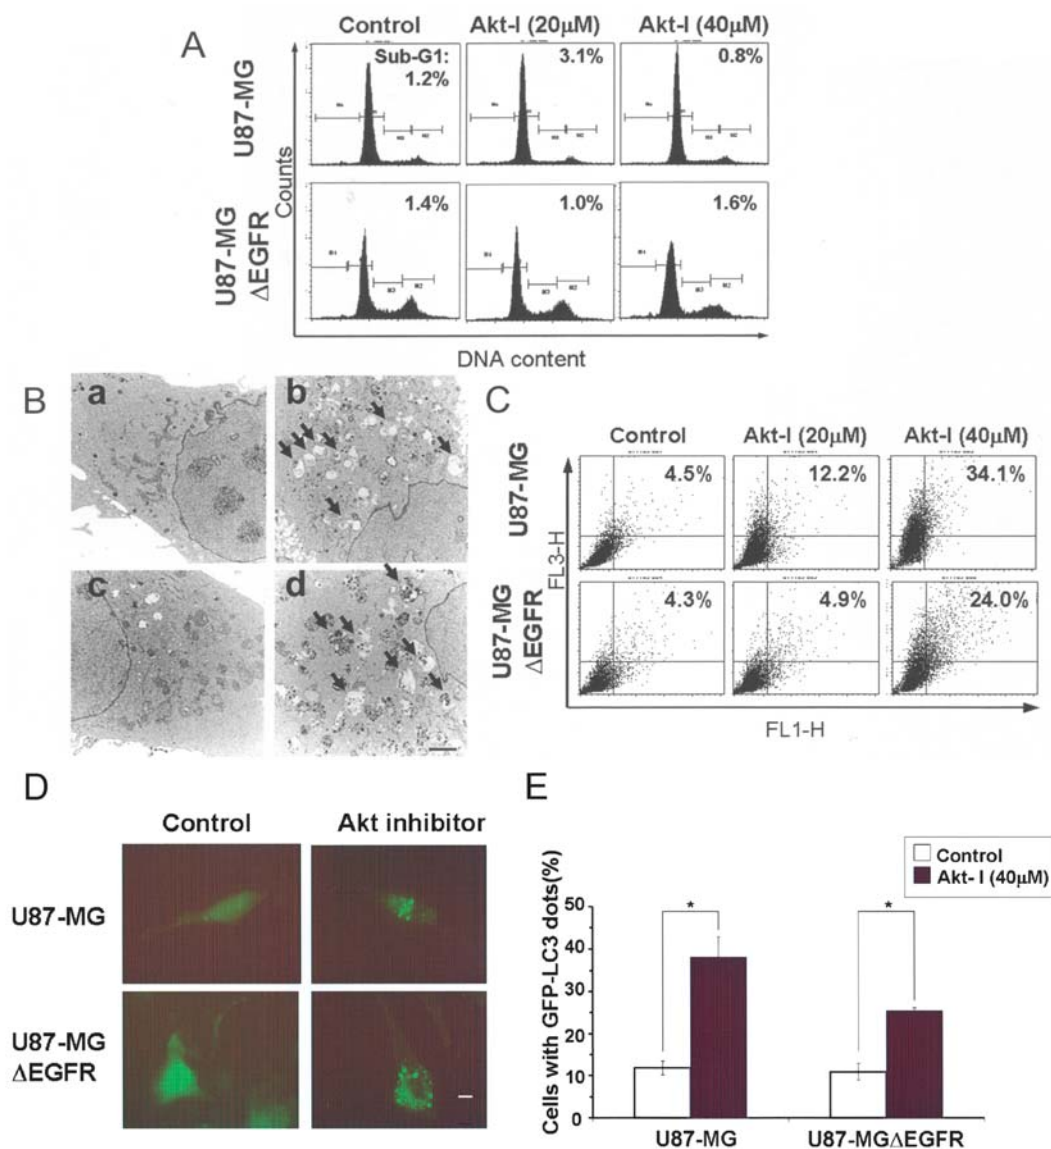 A
Control
Akt-I (20μM)
Akt-I (40μM)
U87-MG
Sub-G1:
1.2%
3.1%
0.8%
Counts
U87-MG
ΔEGFR
1.4%
1.0%
1.6%
DNA content
B
a
b
c
d
C
Control
Akt-I (20μM)
Akt-I (40μM)
U87-MG
4.5%
12.2%
34.1%
FL3-H
U87-MG
ΔEGFR
4.3%
4.9%
24.0%
FL1-H
D
Control
Akt inhibitor
U87-MG
U87-MG
ΔEGFR
E
Control
Akt- I (40μM)
Cells with GFP-LC3 dots(%)
50
40
30
20
10
0
*
*
U87-MG
U87-MGΔEGFR